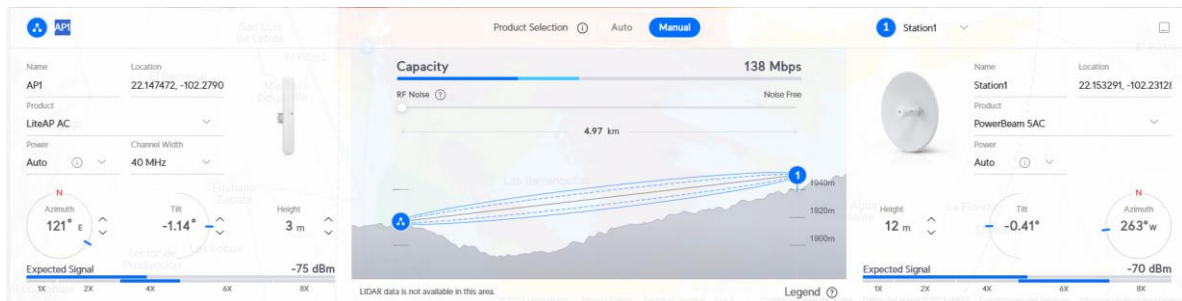 AP1
Product Selection
Auto
Manual
1
Station1
Name
Location
AP1
22.147472, -102.2790
Product
LiteAP AC
Power
Channel Width
Auto
40 MHz
N
Azimuth
121° E
Tilt
-1.14°
Height
3 m
Expected Signal
-75 dBm
1X 2X 4X 6X 8X
Capacity
138 Mbps
RF Noise
Noise Free
4.97 km
1
1940m
1920m
1900m
LIDAR data is not available in this area.
Legend
Name
Location
Station1
22.153291, -102.2312
Product
PowerBeam 5AC
Power
Auto
Height
12 m
Tilt
-0.41°
N
Azimuth
263° W
Expected Signal
-70 dBm
1X 2X 4X 6X 8X